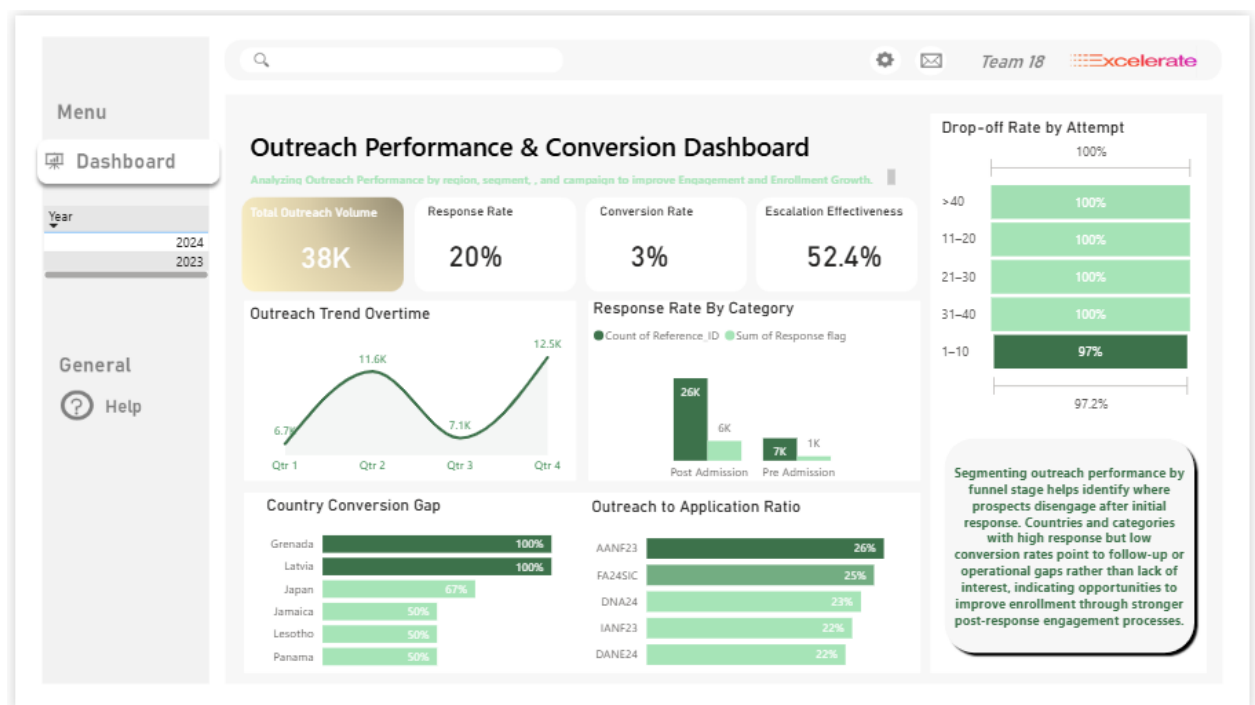 Team 18
Excelerate
Menu
Dashboard
Year
2024
2023
General
Help
Outreach Performance & Conversion Dashboard
Analyzing Outreach Performance by region, segment, , and campaign to improve Engagement and Enrollment Growth.
Total Outreach Volume
38K
Response Rate
20%
Conversion Rate
3%
Escalation Effectiveness
52.4%
Outreach Trend Overtime
6.7K
11.6K
7.1K
12.5K
Qtr 1 Qtr 2 Qtr 3 Qtr 4
Response Rate By Category
Count of Reference_ID Sum of Response flag
26K
6K
7K
1K
Post Admission Pre Admission
Country Conversion Gap
Grenada 100%
Latvia 100%
Japan 67%
Jamaica 50%
Lesotho 50%
Panama 50%
Outreach to Application Ratio
AANF23 26%
FA24SIC 25%
DNA24 23%
IANF23 22%
DANE24 22%
Drop-off Rate by Attempt
100%
>40 100%
11–20 100%
21–30 100%
31–40 100%
1–10 97%
97.2%
Segmenting outreach performance by
funnel stage helps identify where
prospects disengage after initial
response. Countries and categories
with high response but low
conversion rates point to follow-up or
operational gaps rather than lack of
interest, indicating opportunities to
improve enrollment through stronger
post-response engagement processes.